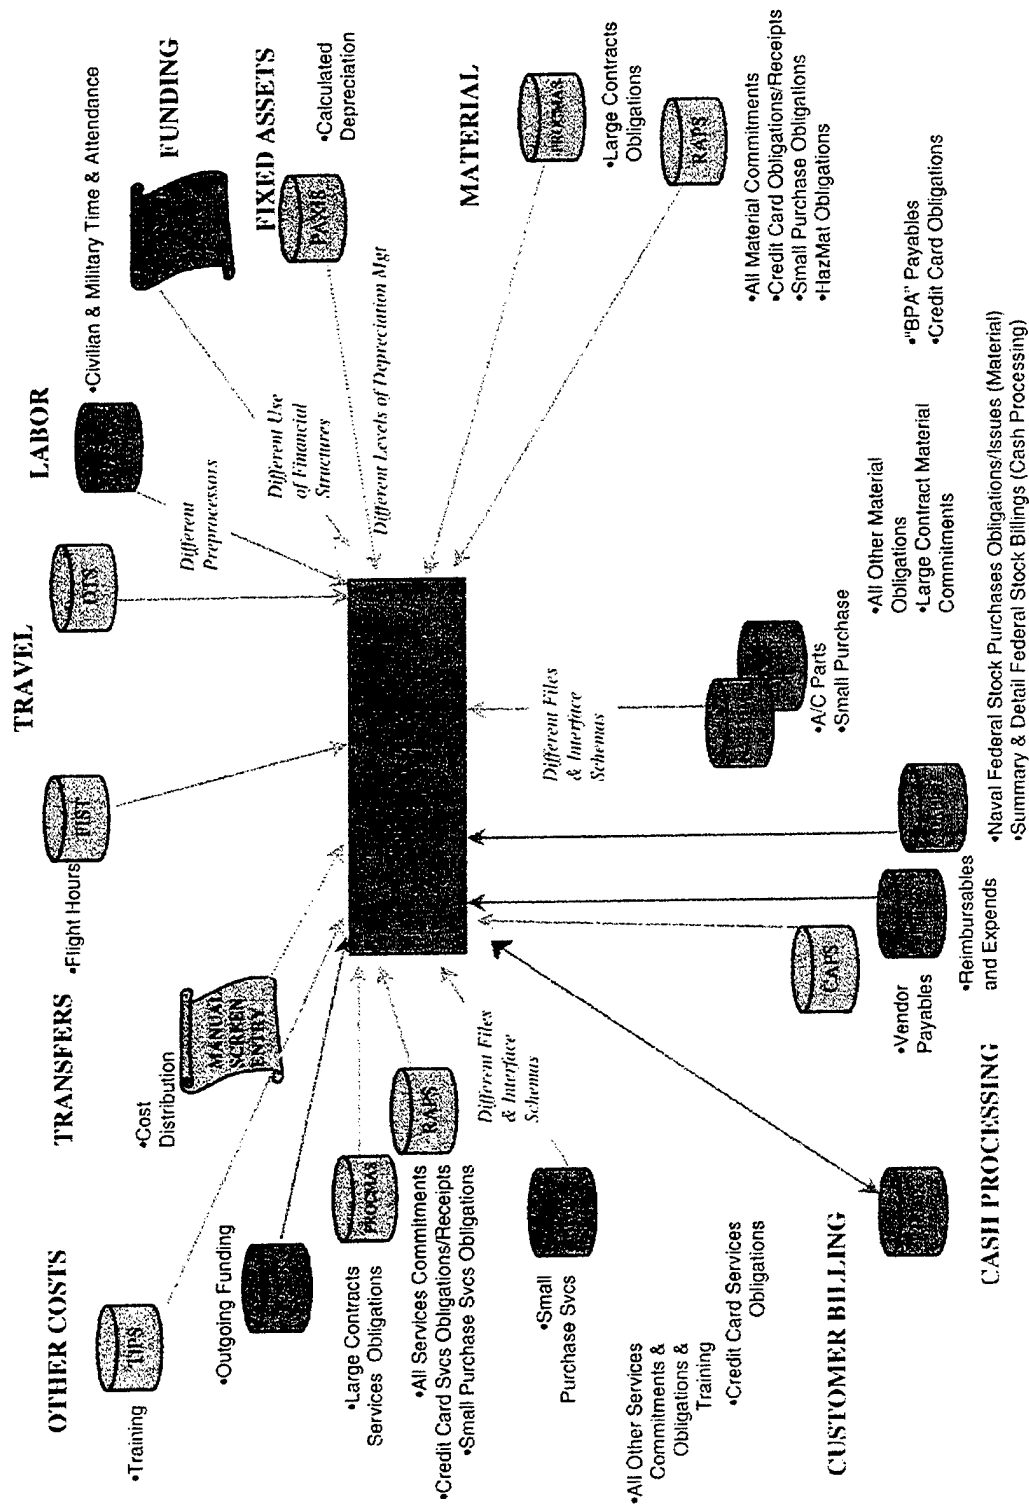 OTHER COSTS
TIPS
•Training
•Outgoing Funding
TRANSFERS
•Cost
Distribution
MANUAL
SCREEN
ENTRY
•Flight Hours
FIST
TRAVEL
DTS
LABOR
•Civilian & Military Time & Attendance
Different
Preprocessors
FUNDING
Different Use
of Financial
Structures
FIXED ASSETS
•Calculated
Depreciation
Different Levels of Depreciation Mgt
MATERIAL
PROCMAS
•Large Contracts
Obligations
RAPS
•All Material Commitments
•Credit Card Obligations/Receipts
•Small Purchase Obligations
•HazMat Obligations
•Large Contracts
Services Obligations
PROCMAS
RAPS
•All Services Commitments
•Credit Card Svcs Obligations/Receipts
•Small Purchase Svcs Obligations
Different Files
& Interface
Schemas
•Small
Purchase Svcs
•All Other Services
Commitments &
Obligations &
Training
•Credit Card Services
Obligations
CUSTOMER BILLING
CASH PROCESSING
CAPS
•Vendor
Payables
•Reimbursables
and Expends
•Naval Federal Stock Purchases Obligations/Issues (Material)
•Summary & Detail Federal Stock Billings (Cash Processing)
Different Files
& Interface
Schemas
•A/C Parts
•Small Purchase
•All Other Material
Obligations
•Large Contract Material
Commitments
•"BPA" Payables
•Credit Card Obligations